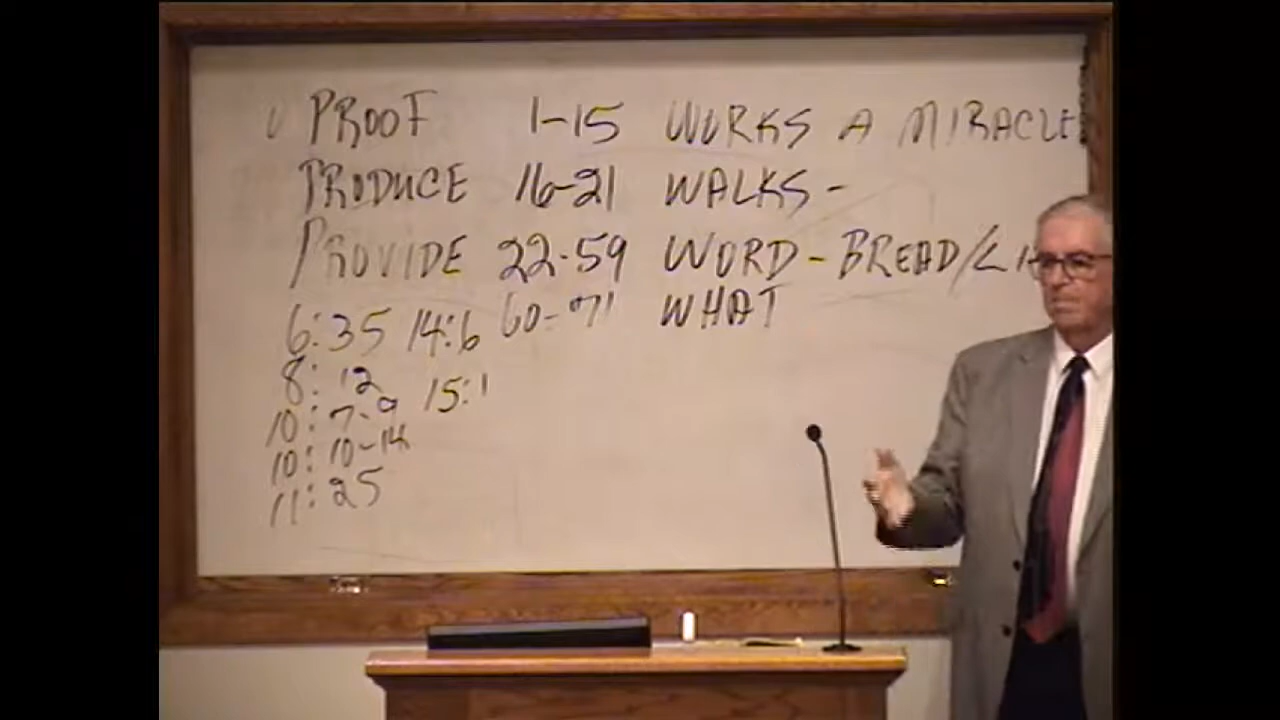 PROOF 1-15 WORKS A MIRACLE
PRODUCE 16-21 WALKS -
PROVIDE 22-59 WORD - BREAD/LI
6:35 14:6 60-71 WHAT
8:12
15:1
10:7-9
10:10-14
11:25